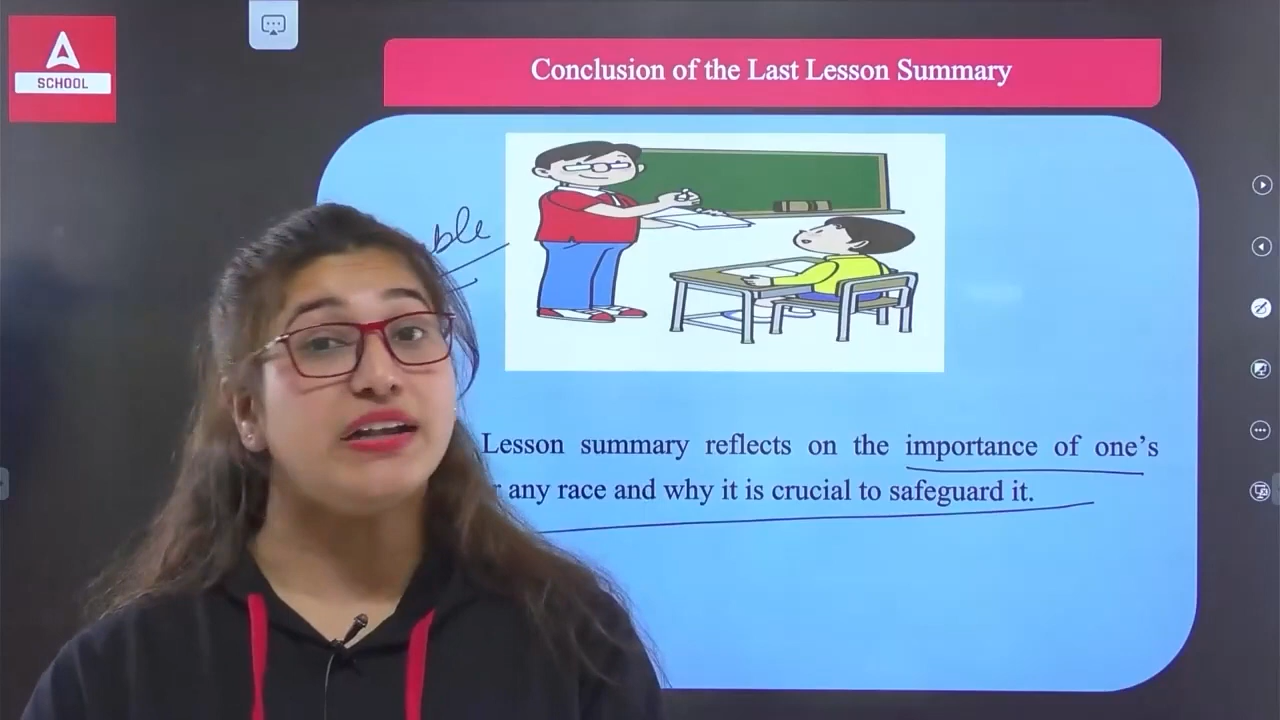 SCHOOL
Conclusion of the Last Lesson Summary
ble
Lesson summary reflects on the importance of one's
any race and why it is crucial to safeguard it.